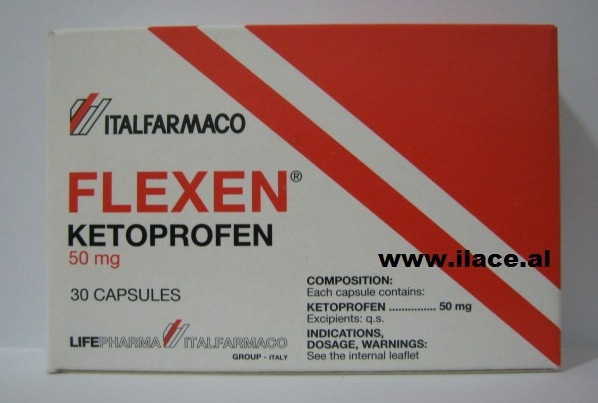 ITALFARMACO
FLEXEN®
KETOPROFEN
50 mg
30 CAPSULES
www.ilace.al
COMPOSITION:
Each capsule contains:
KETOPROFEN ................ 50 mg
Excipients: q.s.
INDICATIONS,
DOSAGE, WARNINGS:
See the internal leaflet
LIFEPHARMA ITALFARMACO
GROUP - ITALY